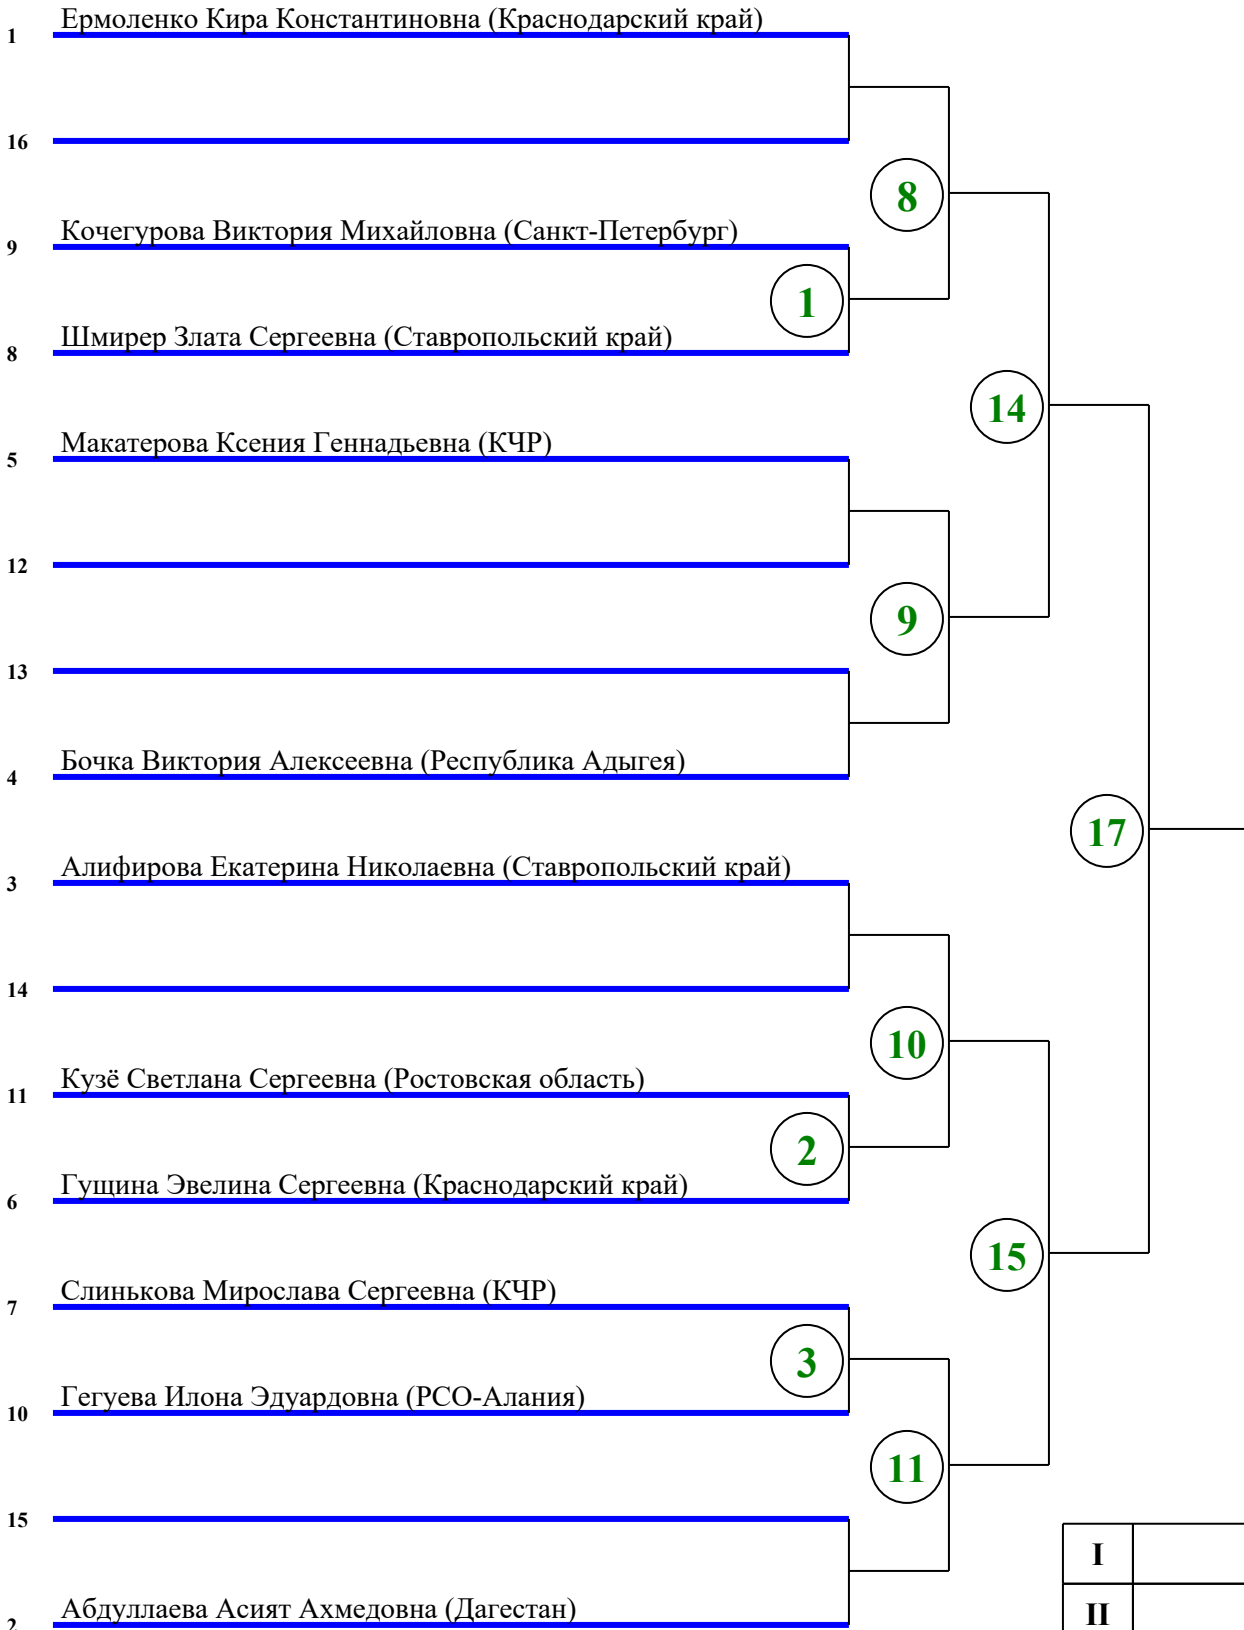 1 Ермоленко Кира Константиновна (Краснодарский край)
16
8
9 Кочегурова Виктория Михайловна (Санкт-Петербург)
1
8 Шмирер Злата Сергеевна (Ставропольский край)
14
5 Макатерова Ксения Геннадьевна (КЧР)
12
9
13
4 Бочка Виктория Алексеевна (Республика Адыгея)
17
3 Алифирова Екатерина Николаевна (Ставропольский край)
14
10
11 Кузё Светлана Сергеевна (Ростовская область)
2
6 Гущина Эвелина Сергеевна (Краснодарский край)
15
7 Слинькова Мирослава Сергеевна (КЧР)
3
10 Гегуева Илона Эдуардовна (РСО-Алания)
11
15
I
2 Абдуллаева Асият Ахмедовна (Дагестан)
II